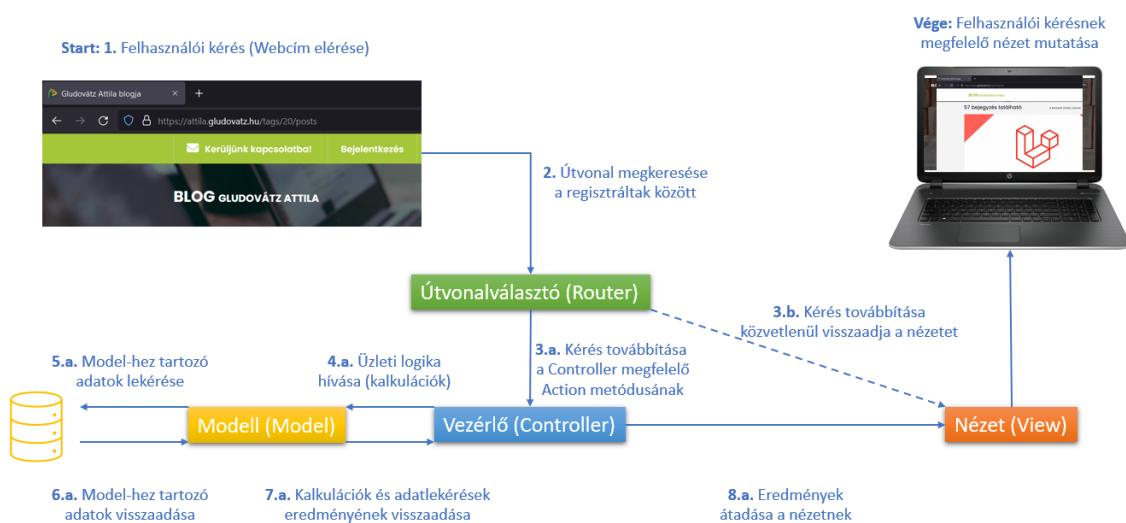 Start: 1. Felhasználói kérés (Webcím elérése)
Vége: Felhasználói kérésnek
megfelelő nézet mutatása
Gludovátz Attila blogja
https://attila.gludovatz.hu/tags/20/posts
Kerüljünk kapcsolatba! Bejelentkezés
BLOG GLUDOVÁTZ ATTILA
57 bejegyzés található
2. Útvonal megkeresése
a regisztráltak között
Útvonalválasztó (Router)
3.b. Kérés továbbítása
közvetlenül visszaadja a nézetet
3.a. Kérés továbbítása
a Controller megfelelő
Action metódusának
5.a. Model-hez tartozó
adatok lekérése
4.a. Üzleti logika
hívása (kalkulációk)
Modell (Model)
Vezérlő (Controller)
Nézet (View)
6.a. Model-hez tartozó
adatok visszaadása
7.a. Kalkulációk és adatlekérések
eredményének visszaadása
8.a. Eredmények
átadása a nézetnek